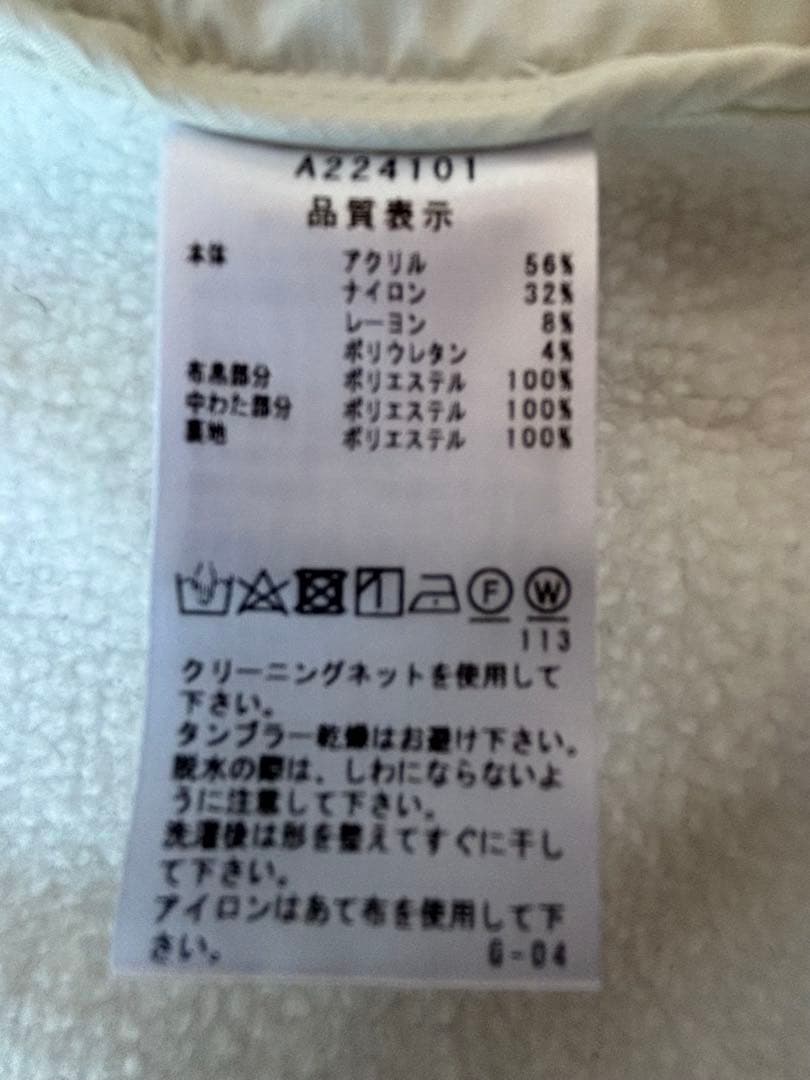 A224101
品質表示
本体 アクリル 56%
ナイロン 32%
レーヨン 8%
ポリウレタン 4%
布帛部分 ポリエステル 100%
中わた部分 ポリエステル 100%
裏地 ポリエステル 100%
F W
113
クリーニングネットを使用して
下さい。
タンブラー乾燥はお避け下さい。
脱水の際は、しわにならないよ
うに注意して下さい。
洗濯後は形を整えてすぐに干し
て下さい。
アイロンはあて布を使用して下
さい。 G-04